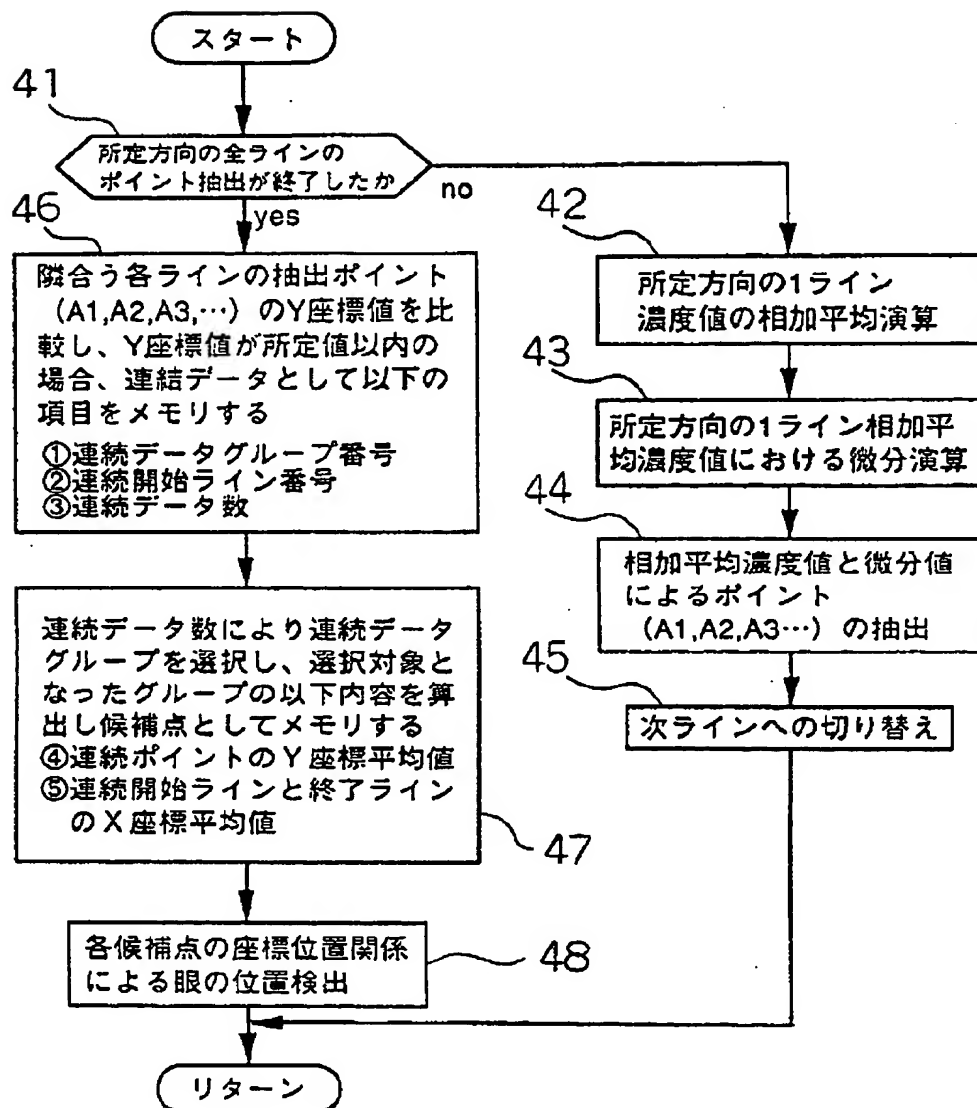 スタート
41
所定方向の全ラインの
ポイント抽出が終了したか
no
yes
46
隣合う各ラインの抽出ポイント
(A1,A2,A3,…)のY座標値を比
較し、Y座標値が所定値以内の
場合、連結データとして以下の
項目をメモリする
①連続データグループ番号
②連続開始ライン番号
③連続データ数
連続データ数により連続データ
グループを選択し、選択対象と
なったグループの以下内容を算
出し候補点としてメモリする
④連続ポイントのY座標平均値
⑤連続開始ラインと終了ライン
のX座標平均値
47
各候補点の座標位置関係
による眼の位置検出
48
リターン
42
所定方向の1ライン
濃度値の相加平均演算
43
所定方向の1ライン相加平
均濃度値における微分演算
44
相加平均濃度値と微分値
によるポイント
(A1,A2,A3…)の抽出
45
次ラインへの切り替え